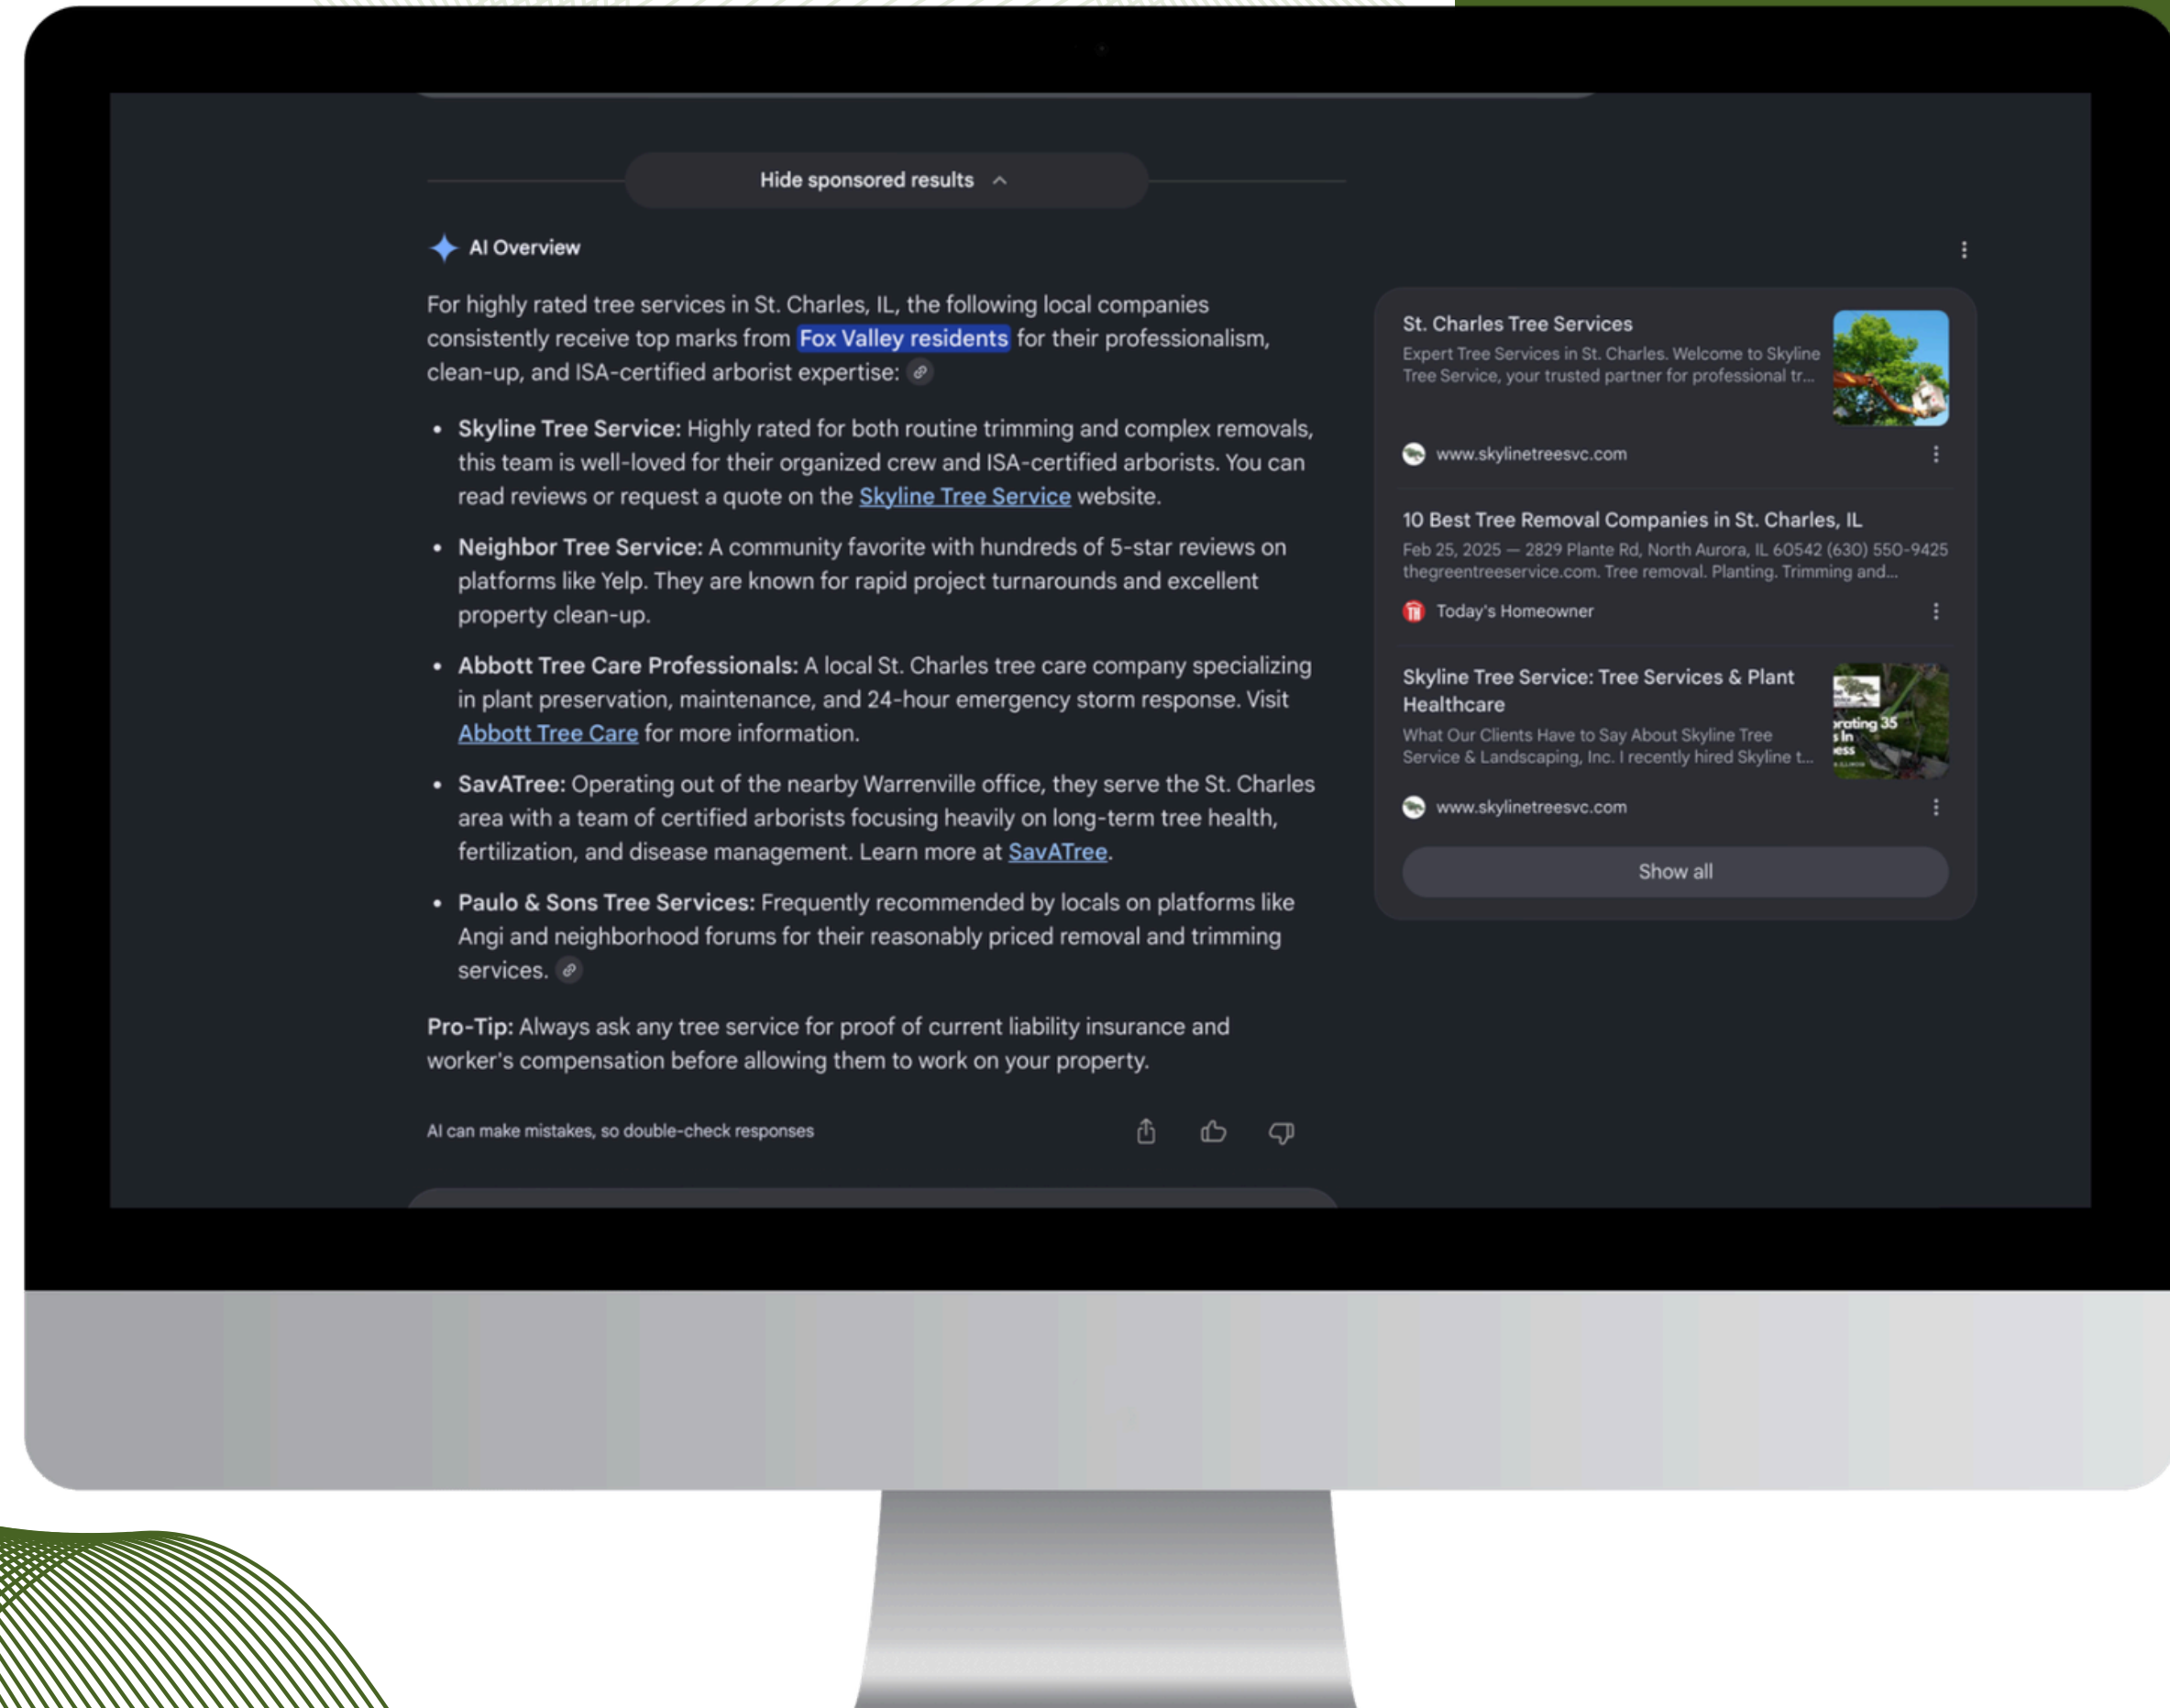 Hide sponsored results
AI Overview
For highly rated tree services in St. Charles, IL, the following local companies
consistently receive top marks from Fox Valley residents for their professionalism,
clean-up, and ISA-certified arborist expertise:
• Skyline Tree Service: Highly rated for both routine trimming and complex removals,
this team is well-loved for their organized crew and ISA-certified arborists. You can
read reviews or request a quote on the Skyline Tree Service website.
• Neighbor Tree Service: A community favorite with hundreds of 5-star reviews on
platforms like Yelp. They are known for rapid project turnarounds and excellent
property clean-up.
• Abbott Tree Care Professionals: A local St. Charles tree care company specializing
in plant preservation, maintenance, and 24-hour emergency storm response. Visit
Abbott Tree Care for more information.
• SavATree: Operating out of the nearby Warrenville office, they serve the St. Charles
area with a team of certified arborists focusing heavily on long-term tree health,
fertilization, and disease management. Learn more at SavATree.
• Paulo & Sons Tree Services: Frequently recommended by locals on platforms like
Angi and neighborhood forums for their reasonably priced removal and trimming
services.
Pro-Tip: Always ask any tree service for proof of current liability insurance and
worker's compensation before allowing them to work on your property.
AI can make mistakes, so double-check responses
St. Charles Tree Services
Expert Tree Services in St. Charles. Welcome to Skyline
Tree Service, your trusted partner for professional tr...
www.skylinetreesvc.com
10 Best Tree Removal Companies in St. Charles, IL
Feb 25, 2025 — 2829 Plante Rd, North Aurora, IL 60542 (630) 550-9425
thegreentreeservice.com. Tree removal. Planting. Trimming and...
TH Today's Homeowner
Skyline Tree Service: Tree Services & Plant
Healthcare
What Our Clients Have to Say About Skyline Tree
Service & Landscaping, Inc. I recently hired Skyline t...
rating 35
s In
ess
www.skylinetreesvc.com
Show all